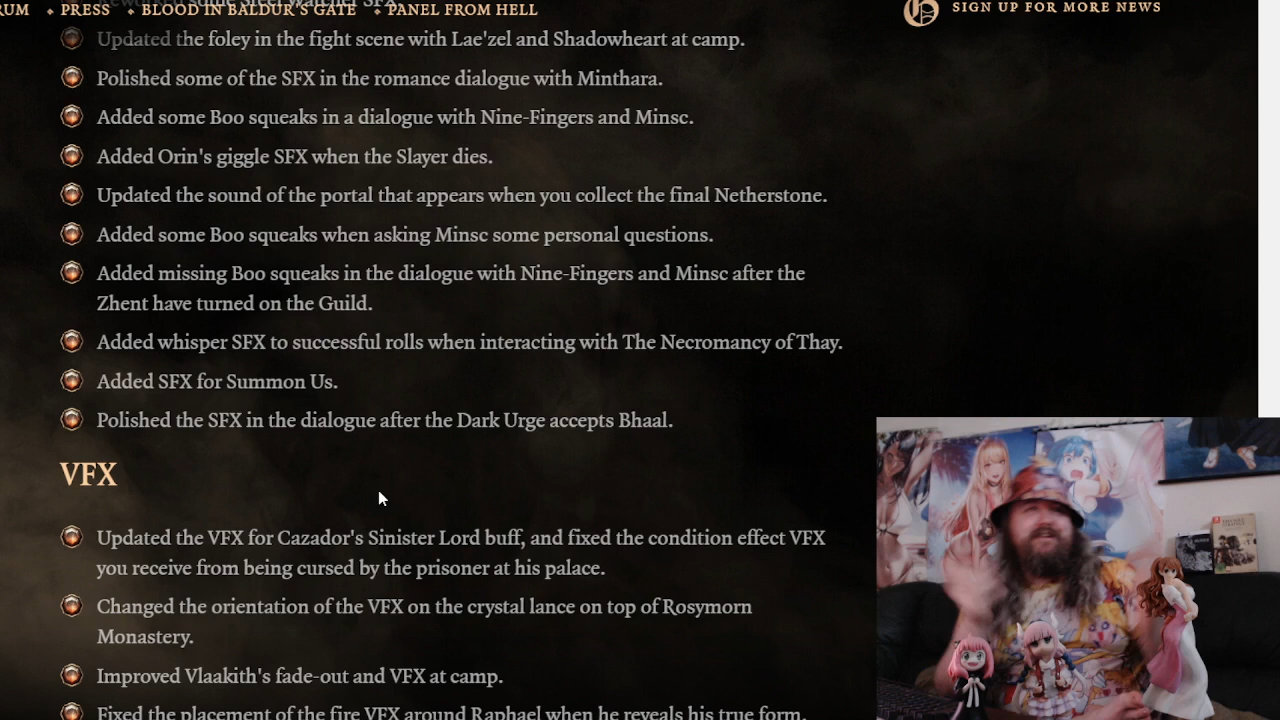 RUM PRESS BLOOD IN BALDUR'S GATE PANEL FROM HELL SIGN UP FOR MORE NEWS
Reworked some Steel Watcher SFX.
Updated the foley in the fight scene with Lae'zel and Shadowheart at camp.
Polished some of the SFX in the romance dialogue with Minthara.
Added some Boo squeaks in a dialogue with Nine-Fingers and Minsc.
Added Orin's giggle SFX when the Slayer dies.
Updated the sound of the portal that appears when you collect the final Netherstone.
Added some Boo squeaks when asking Minsc some personal questions.
Added missing Boo squeaks in the dialogue with Nine-Fingers and Minsc after the
Zhent have turned on the Guild.
Added whisper SFX to successful rolls when interacting with The Necromancy of Thay.
Added SFX for Summon Us.
Polished the SFX in the dialogue after the Dark Urge accepts Bhaal.
VFX
Updated the VFX for Cazador's Sinister Lord buff, and fixed the condition effect VFX
you receive from being cursed by the prisoner at his palace.
Changed the orientation of the VFX on the crystal lance on top of Rosymorn
Monastery.
Improved Vlaakith's fade-out and VFX at camp.
Fixed the placement of the fire VFX around Raphael when he reveals his true form.